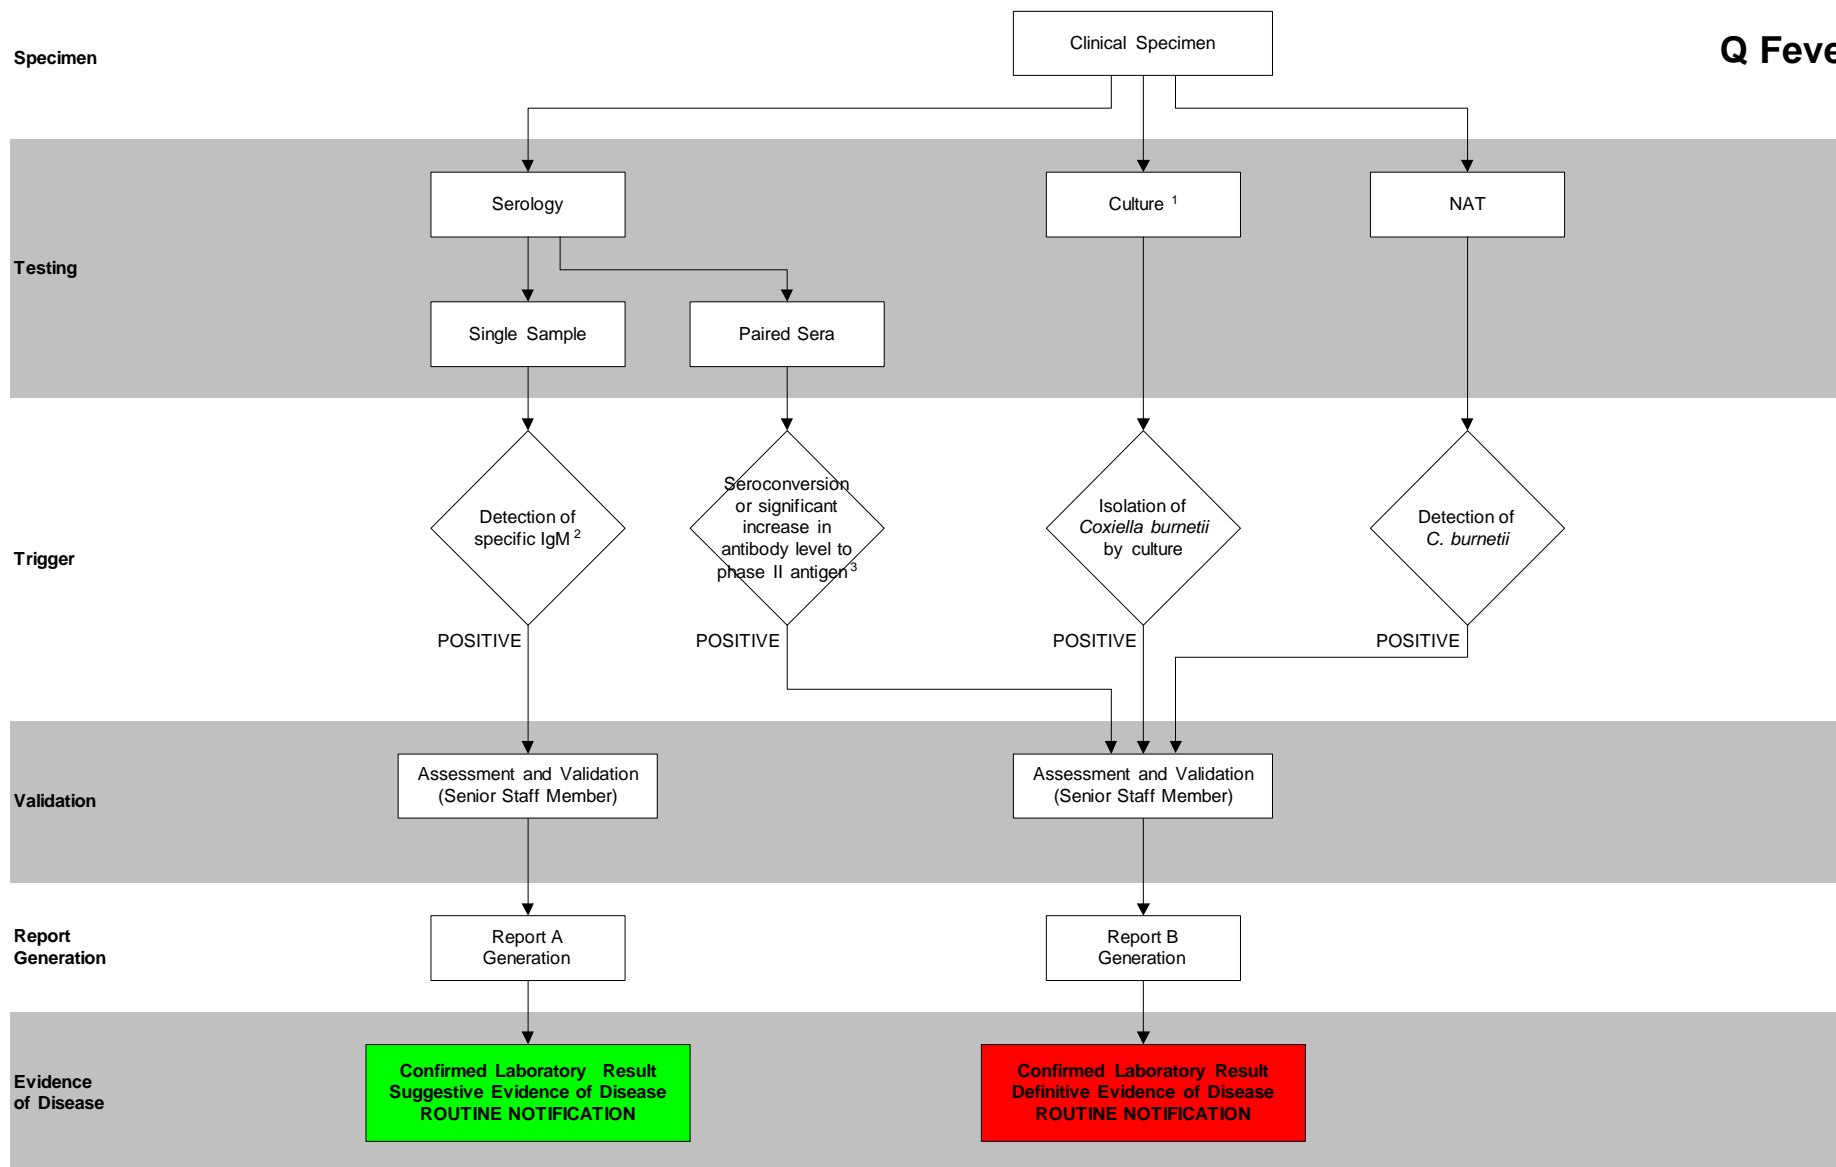 Specimen
Clinical Specimen
Q Feve
Testing
Serology
Culture 1
NAT
Single Sample
Paired Sera
Trigger
Detection of
specific IgM 2
Seroconversion
or significant
increase in
antibody level to
phase II antigen 3
Isolation of
Coxiella burnetii
by culture
Detection of
C. burnetii
POSITIVE
POSITIVE
POSITIVE
POSITIVE
Validation
Assessment and Validation
(Senior Staff Member)
Assessment and Validation
(Senior Staff Member)
Report
Generation
Report A
Generation
Report B
Generation
Evidence
of Disease
Confirmed Laboratory Result
Suggestive Evidence of Disease
ROUTINE NOTIFICATION
Confirmed Laboratory Result
Definitive Evidence of Disease
ROUTINE NOTIFICATION